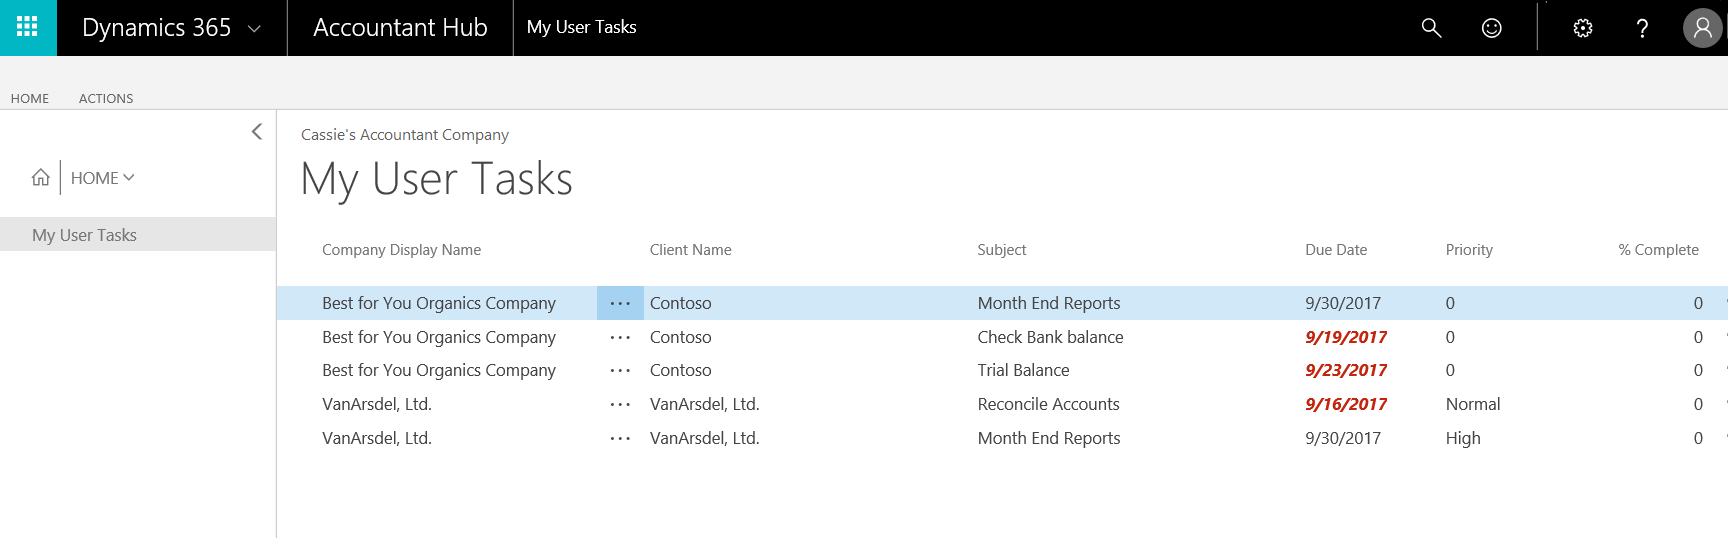 Dynamics 365 Accountant Hub My User Tasks ?
HOME ACTIONS
Cassie's Accountant Company
My User Tasks
HOME
My User Tasks
Company Display Name Client Name Subject Due Date Priority % Complete
Best for You Organics Company ... Contoso Month End Reports 9/30/2017 0 0
Best for You Organics Company ... Contoso Check Bank balance 9/19/2017 0 0
Best for You Organics Company ... Contoso Trial Balance 9/23/2017 0 0
VanArsdel, Ltd. ... VanArsdel, Ltd. Reconcile Accounts 9/16/2017 Normal 0
VanArsdel, Ltd. ... VanArsdel, Ltd. Month End Reports 9/30/2017 High 0